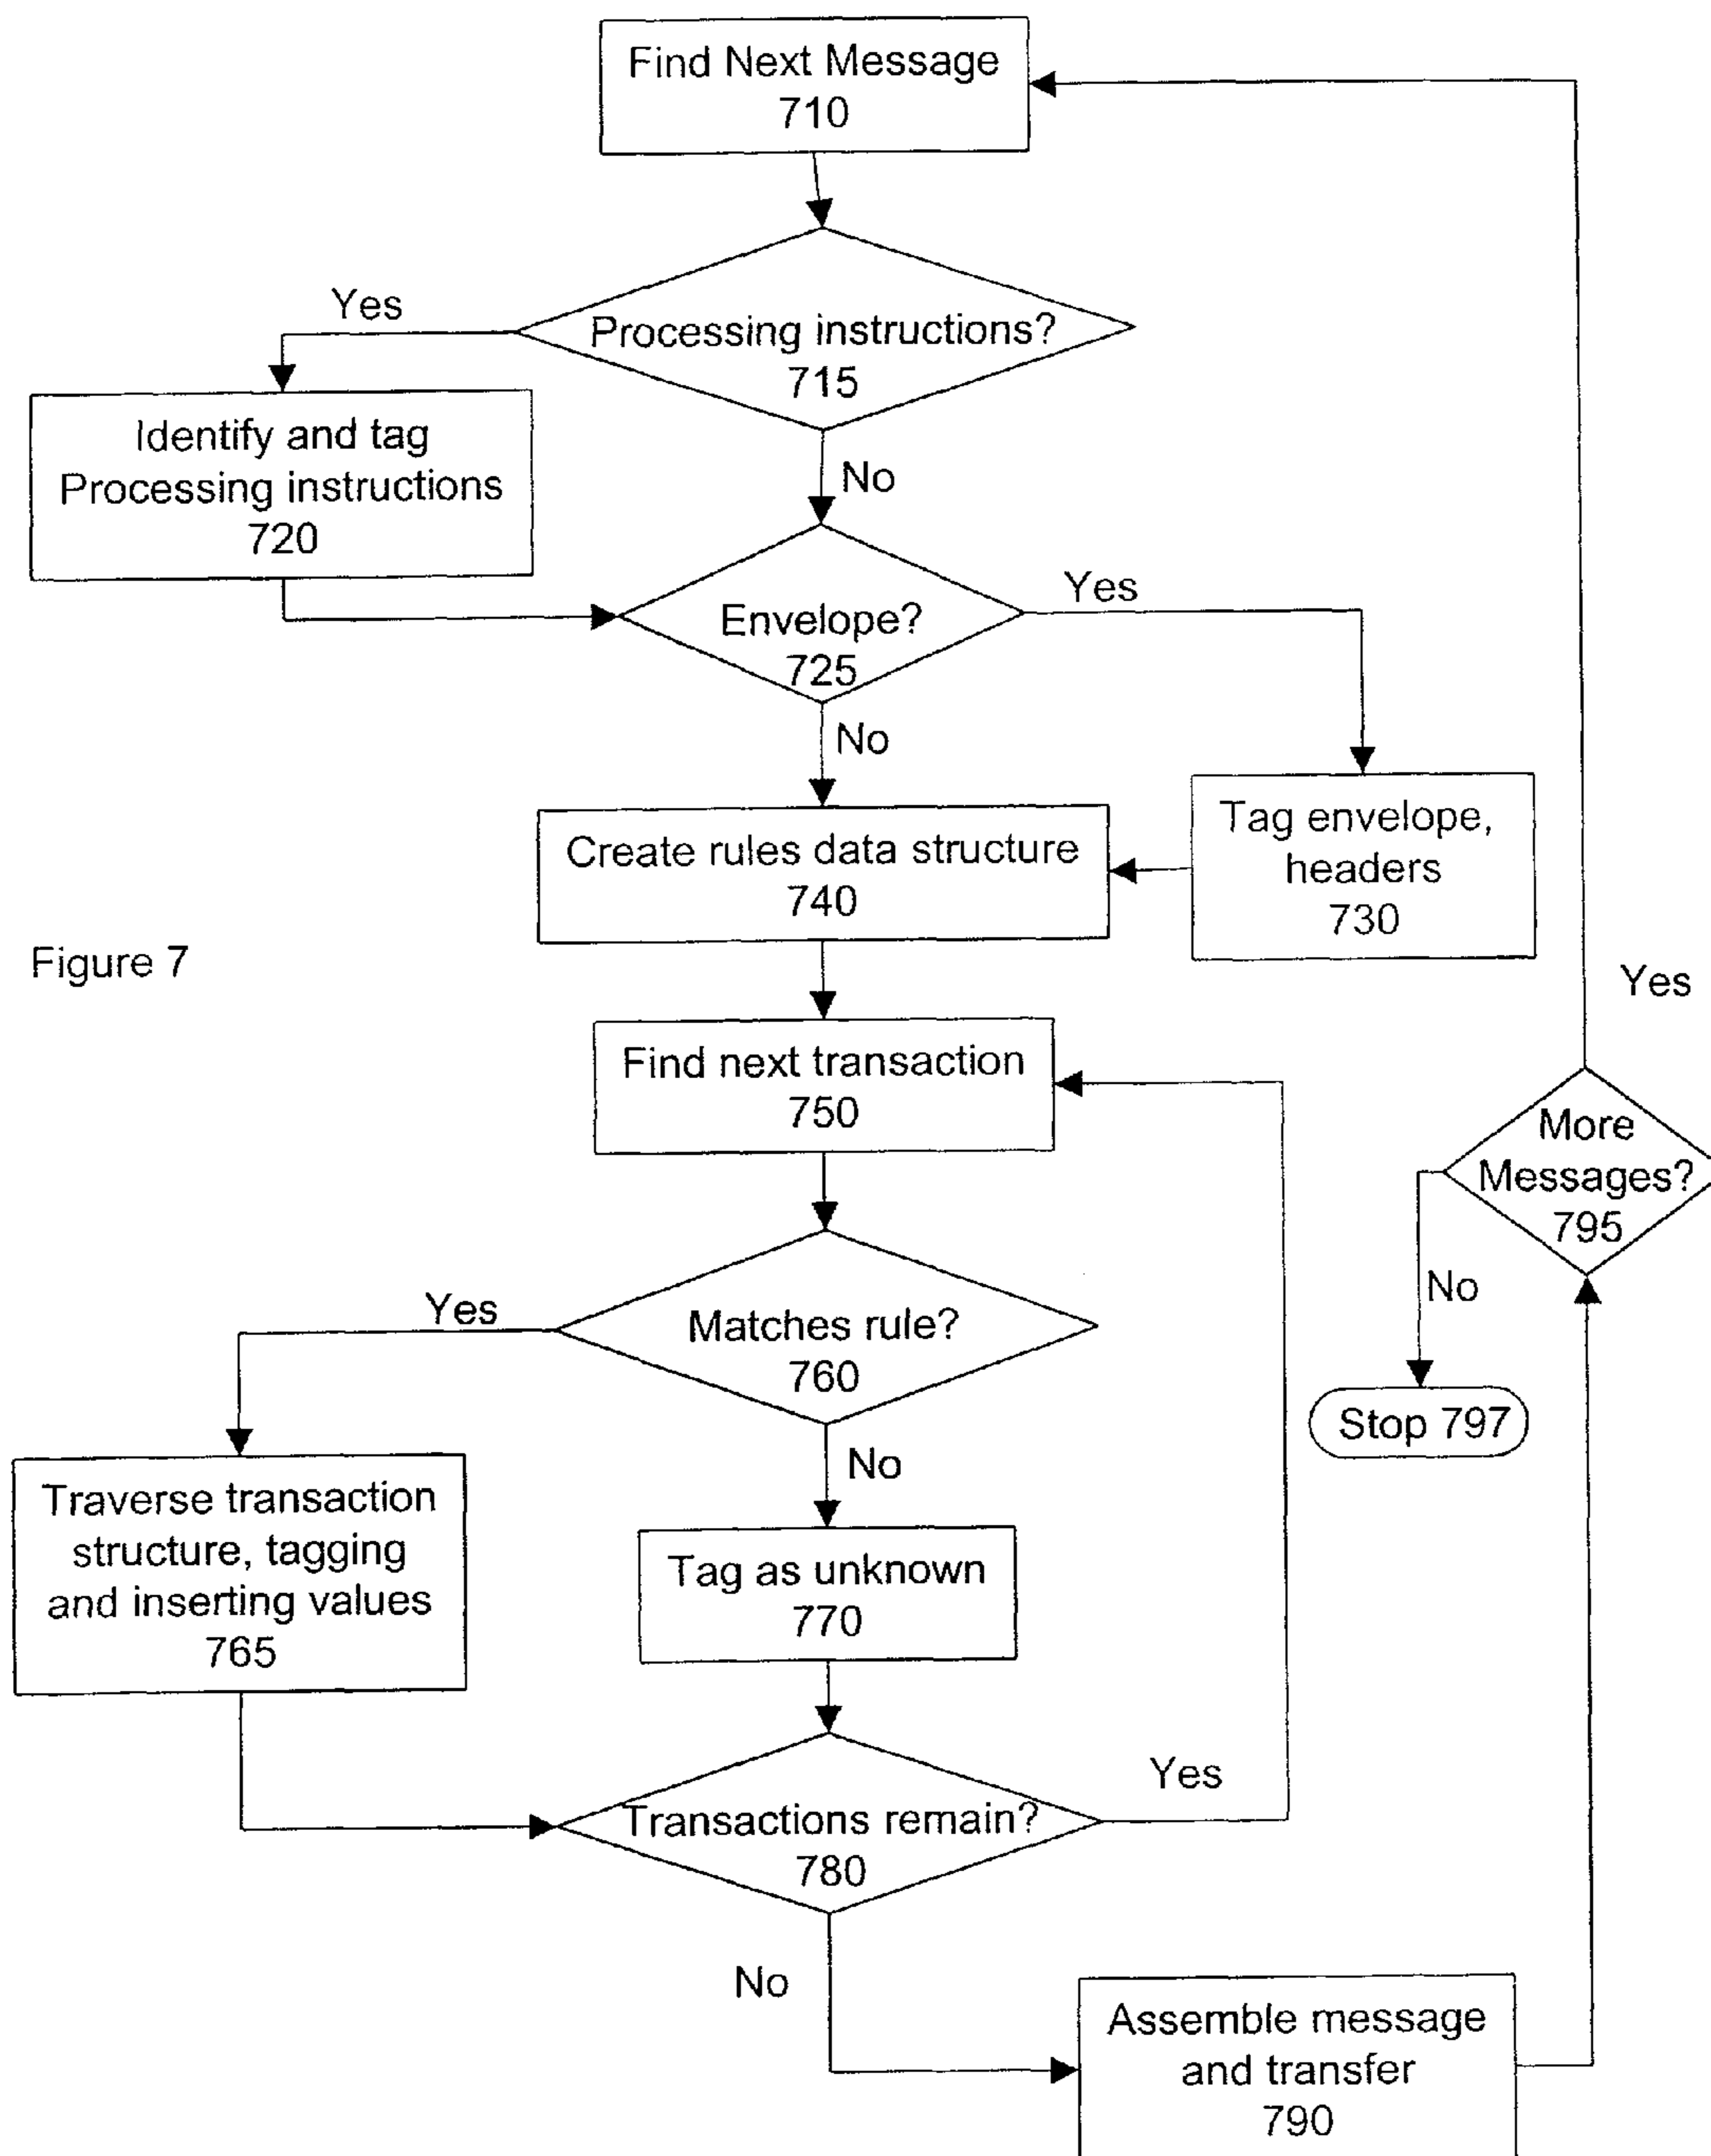 Find Next Message
710
Yes
Processing instructions?
715
Identify and tag
Processing instructions
720
No
Envelope?
725
Yes
No
Create rules data structure
740
Tag envelope,
headers
730
Figure 7
Find next transaction
750
Yes
More
Messages?
795
No
Stop 797
Yes
Matches rule?
760
No
Traverse transaction
structure, tagging
and inserting values
765
Tag as unknown
770
Transactions remain?
780
Yes
No
Assemble message
and transfer
790